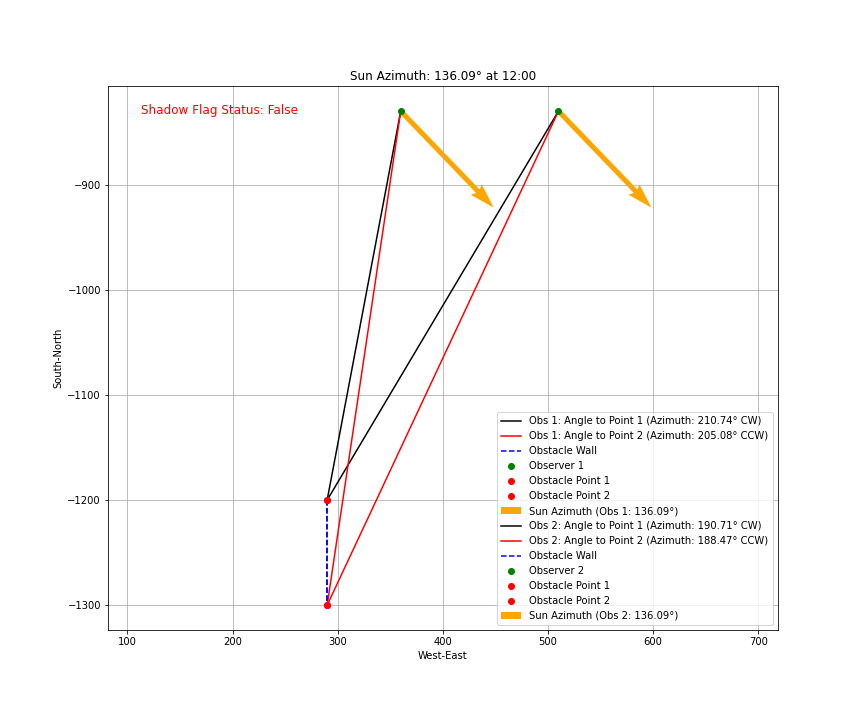 Sun Azimuth: 136.09° at 12:00
Shadow Flag Status: False
−900
−1000
−1100
−1200
−1300
South-North
Obs 1: Angle to Point 1 (Azimuth: 210.74° CW)
Obs 1: Angle to Point 2 (Azimuth: 205.08° CCW)
Obstacle Wall
Observer 1
Obstacle Point 1
Obstacle Point 2
Sun Azimuth (Obs 1: 136.09°)
Obs 2: Angle to Point 1 (Azimuth: 190.71° CW)
Obs 2: Angle to Point 2 (Azimuth: 188.47° CCW)
Obstacle Wall
Observer 2
Obstacle Point 1
Obstacle Point 2
Sun Azimuth (Obs 2: 136.09°)
100 200 300 400 500 600 700
West-East